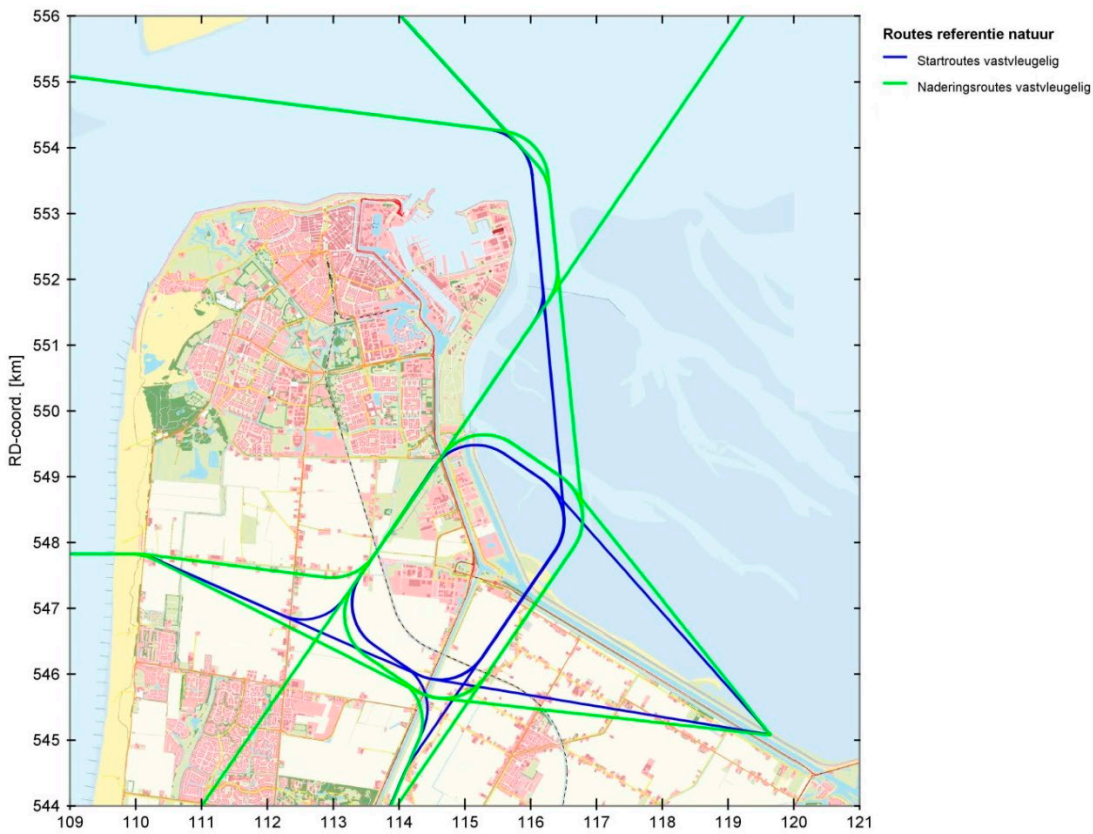 Routes referentie natuur
Startroutes vastvleugelig
Naderingsroutes vastvleugelig
RD-coord. [km]
556
555
554
553
552
551
550
549
548
547
546
545
544
109 110 111 112 113 114 115 116 117 118 119 120 121